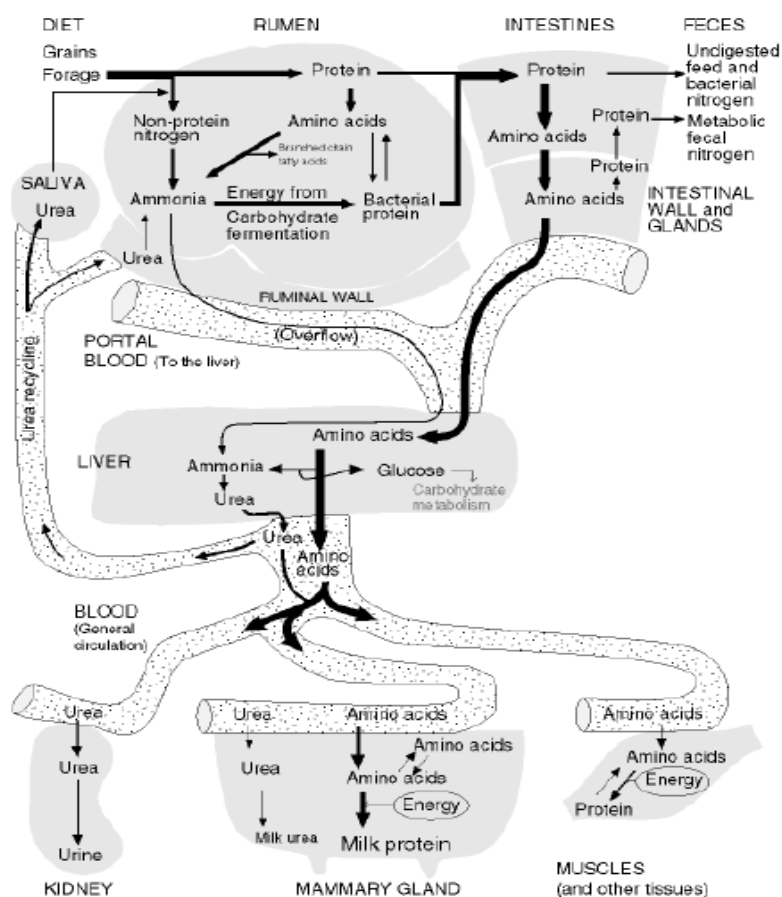 DIET
RUMEN
INTESTINES
FECES
Grains
Forage
Protein
Protein
Undigested
feed and
bacterial
nitrogen
Non-protein
nitrogen
Amino acids
Branched chain
fatty acids
Amino acids
Protein
Metabolic
fecal
nitrogen
Protein
SALIVA
Urea
Ammonia
Energy from
Carbohydrate
fermentation
Bacterial
protein
Amino acids
INTESTINAL
WALL and
GLANDS
Urea
RUMINAL WALL
(Overflow)
PORTAL
BLOOD (To the liver)
Urea recycling
LIVER
Amino acids
Ammonia
Glucose
Urea
Carbohydrate
metabolism
Urea
Amino
acids
BLOOD
(General
circulation)
Urea
Urea
Amino acids
Amino acids
Urea
Urea
Amino acids
Amino acids
Amino acids
Energy
Energy
Protein
Urine
Milk urea
Milk protein
KIDNEY
MAMMARY GLAND
MUSCLES
(and other tissues)